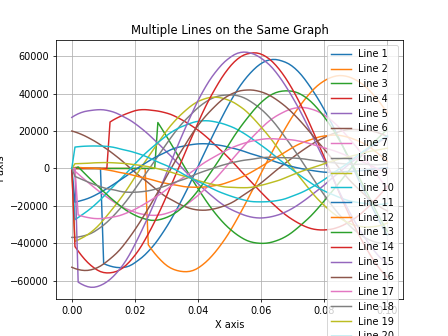 Multiple Lines on the Same Graph
60000
40000
20000
0
−20000
−40000
−60000
0.00
0.02
0.04
0.06
0.08
X axis
Line 1
Line 2
Line 3
Line 4
Line 5
Line 6
Line 7
Line 8
Line 9
Line 10
Line 11
Line 12
Line 13
Line 14
Line 15
Line 16
Line 17
Line 18
Line 19
Line 20